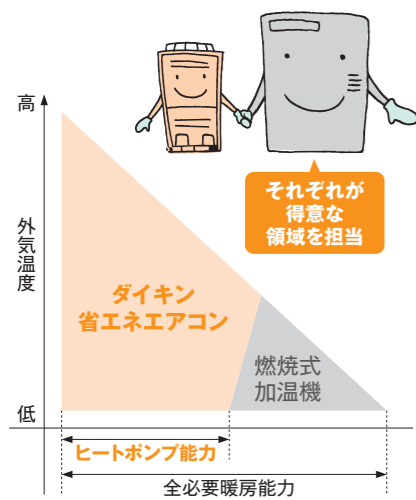 高
外気温度
低
それぞれが
得意な
領域を担当
ダイキン
省エネエアコン
燃焼式
加温機
ヒートポンプ能力
全必要暖房能力